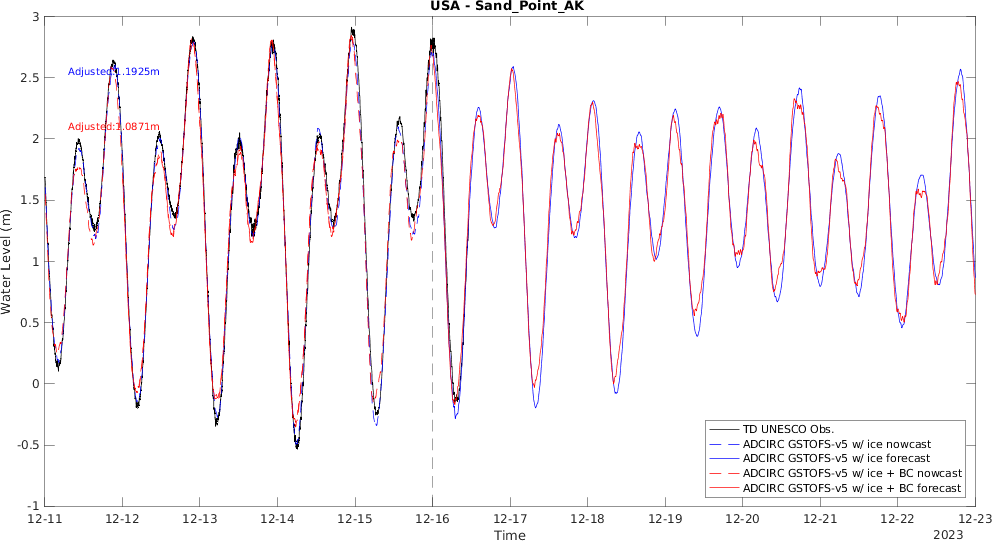 USA - Sand_Point_AK
3
2.5
2
1.5
1
0.5
0
-0.5
-1
Water Level (m)
Adjusted:1.1925m
Adjusted:1.0871m
TD UNESCO Obs.
ADCIRC GSTOFS-v5 w/ ice nowcast
ADCIRC GSTOFS-v5 w/ ice forecast
ADCIRC GSTOFS-v5 w/ ice + BC nowcast
ADCIRC GSTOFS-v5 w/ ice + BC forecast
12-11 12-12 12-13 12-14 12-15 12-16 12-17 12-18 12-19 12-20 12-21 12-22 12-23
Time
2023